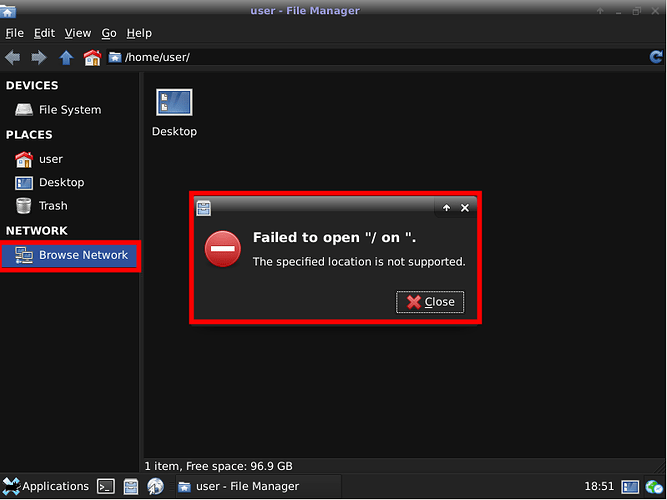 user - File Manager
File Edit View Go Help
/home/user/
DEVICES
File System
PLACES
user
Desktop
Trash
NETWORK
Browse Network
Desktop
Failed to open "/ on ".
The specified location is not supported.
Close
1 item, Free space: 96.9 GB
Applications user - File Manager 18:51